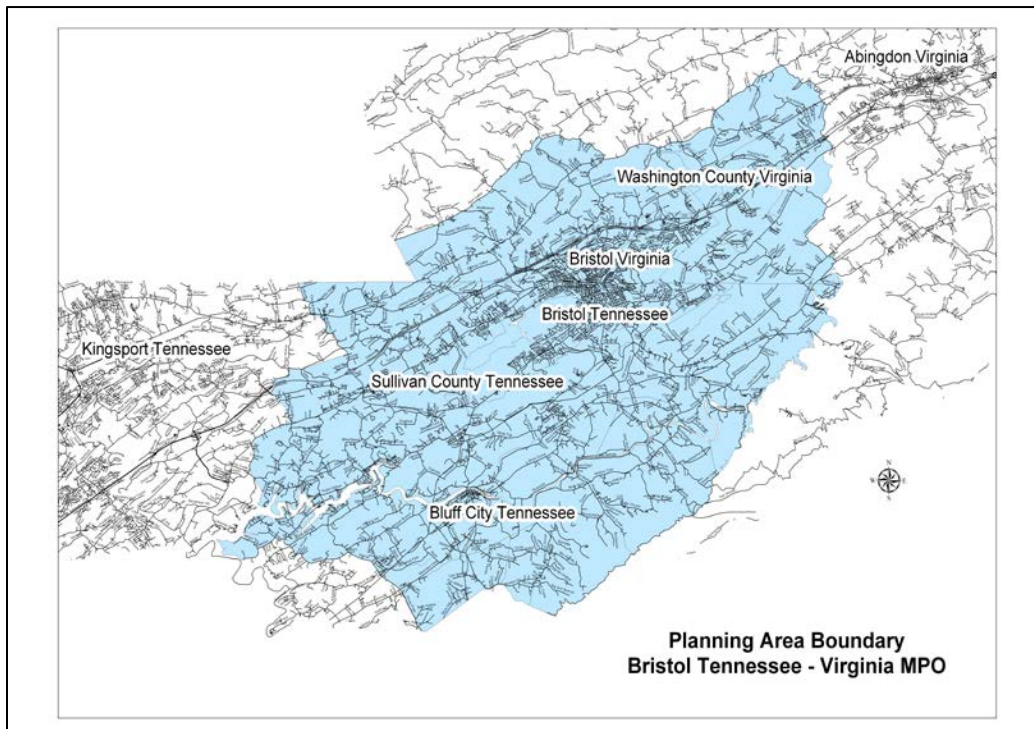 Abingdon Virginia
Washington County Virginia
Bristol Virginia
Bristol Tennessee
Kingsport Tennessee
Sullivan County Tennessee
N
W E
S
Bluff City Tennessee
Planning Area Boundary
Bristol Tennessee - Virginia MPO